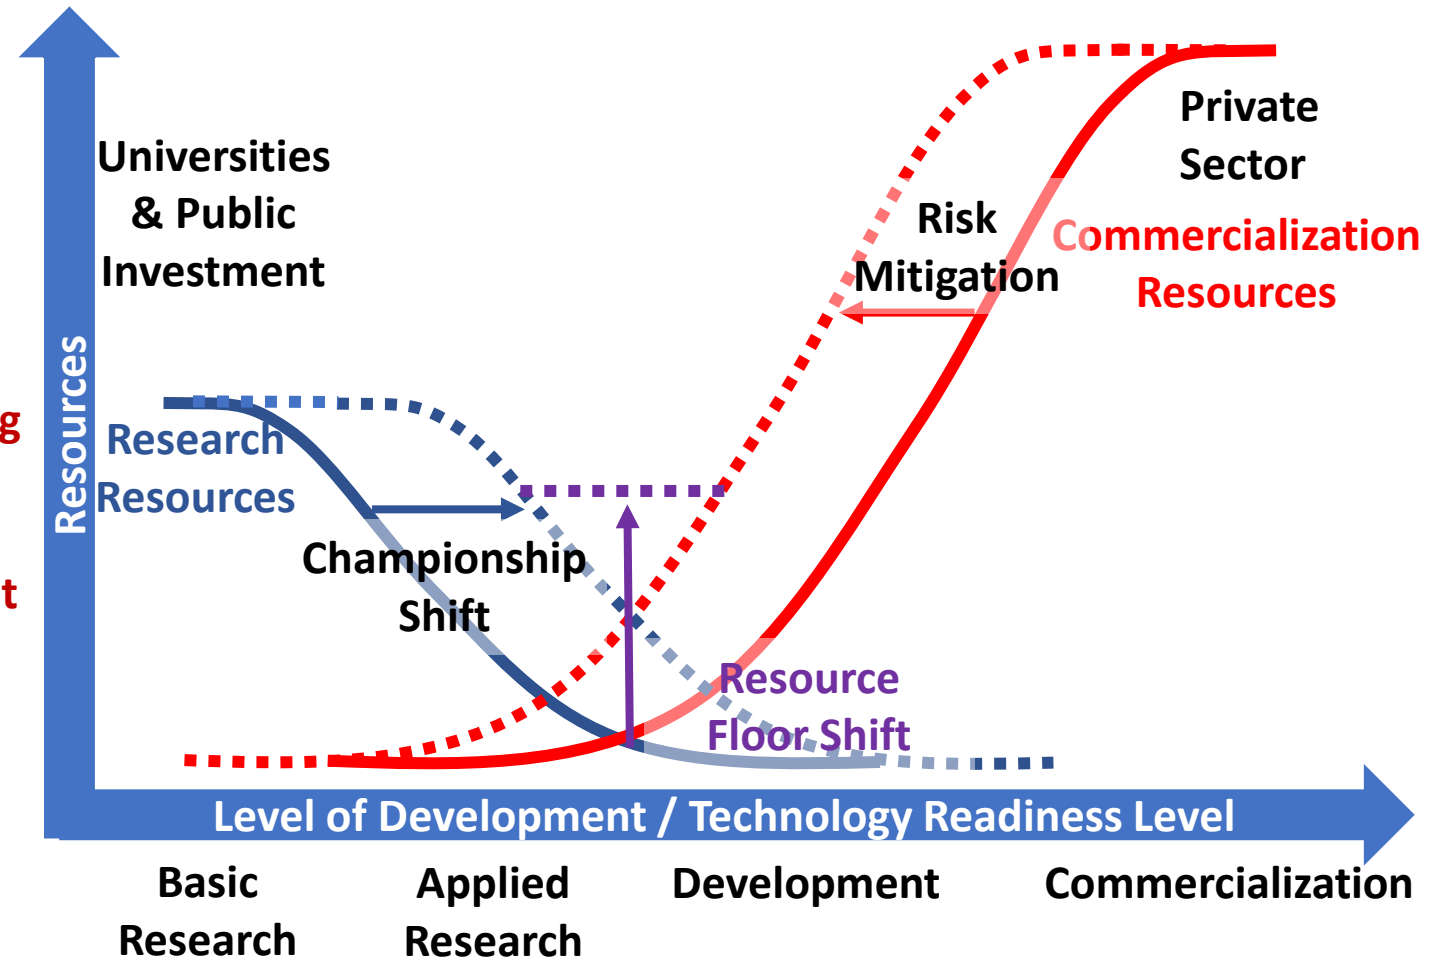 Universities
& Public
Investment
Private
Sector
Commercialization
Resources
Risk
Mitigation
Resources
Research
Resources
g
t
Championship
Shift
Resource
Floor Shift
Level of Development / Technology Readiness Level
Basic
Research
Applied
Research
Development
Commercialization